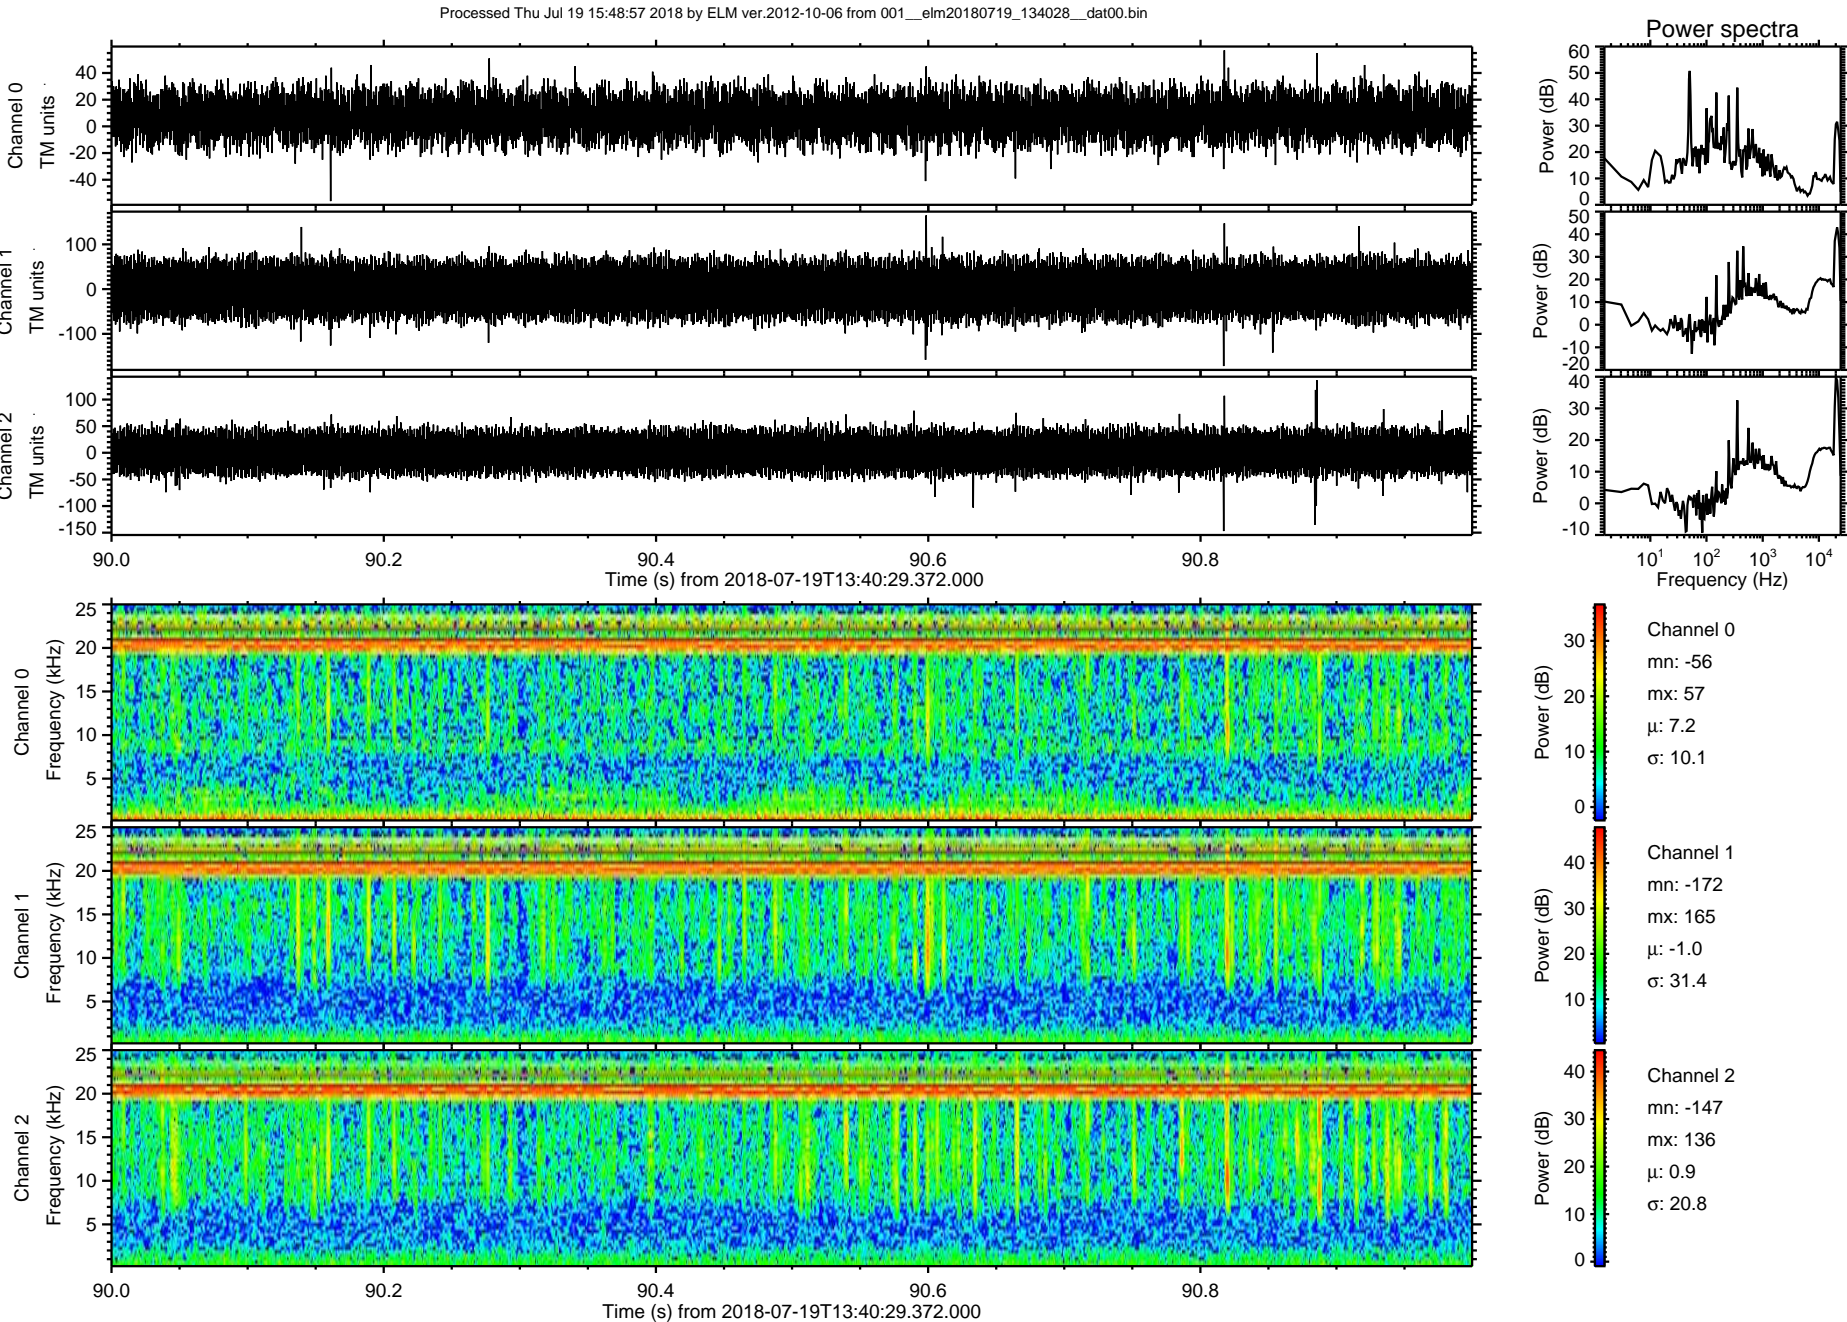 Processed Thu Jul 19 15:48:57 2018 by ELM ver.2012-10-06 from 001__elm20180719_134028__dat00.bin
Power spectra
Channel 0
TM units
40
20
0
-20
-40
Power (dB)
60
50
40
30
20
10
0
Channel 1
TM units
100
0
-100
Power (dB)
50
40
30
20
10
0
-10
-20
Channel 2
TM units
100
50
0
-50
-100
-150
Power (dB)
40
30
20
10
0
-10
90.0 90.2 90.4 90.6 90.8
Time (s) from 2018-07-19T13:40:29.372.000
10¹ 10² 10³ 10⁴
Frequency (Hz)
Channel 0
Frequency (kHz)
25
20
15
10
5
Power (dB)
30
20
10
0
Channel 0
mn: -56
mx: 57
µ: 7.2
σ: 10.1
Channel 1
Frequency (kHz)
25
20
15
10
5
Power (dB)
40
30
20
10
Channel 1
mn: -172
mx: 165
µ: -1.0
σ: 31.4
Channel 2
Frequency (kHz)
25
20
15
10
5
Power (dB)
40
30
20
10
0
Channel 2
mn: -147
mx: 136
µ: 0.9
σ: 20.8
90.0 90.2 90.4 90.6 90.8
Time (s) from 2018-07-19T13:40:29.372.000